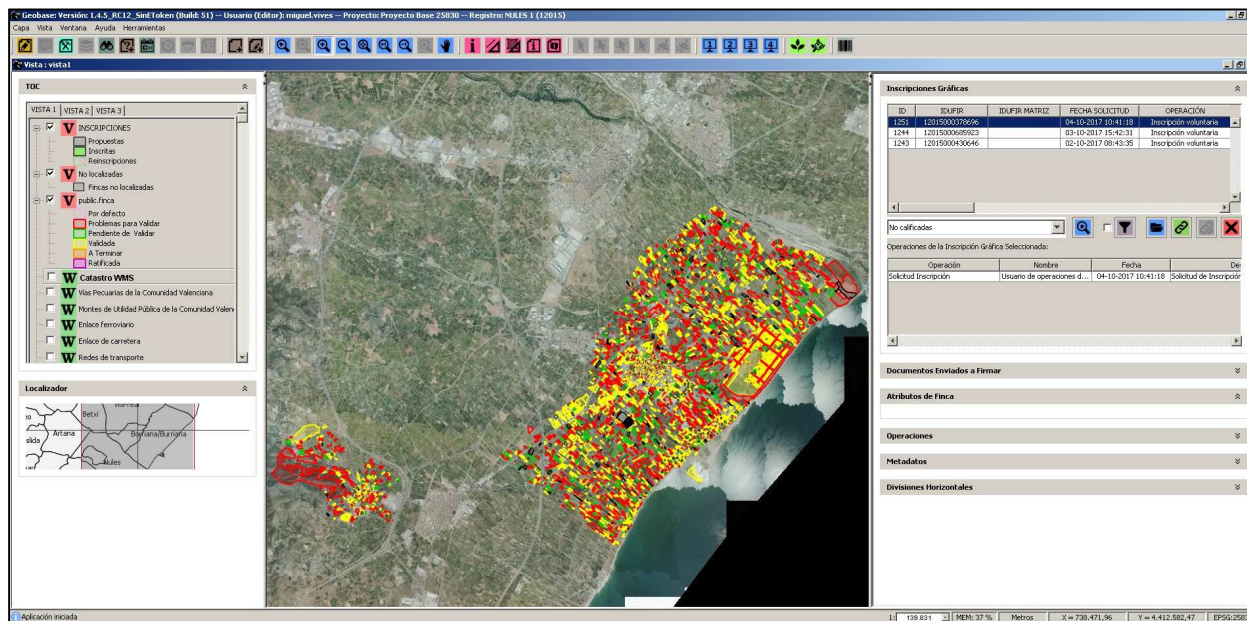 Geobase: Versión: 1.4.5_RC12_SinEToken (Build: 51) -- Usuario (Editor): miguel.vives -- Proyecto: Proyecto Base 25830 -- Registro: NULES 1 (12015)
Capa Vista Ventana Ayuda Herramientas
Vista : vista1
TOC
VISTA 1 VISTA 2 VISTA 3
V INSCRIPCIONES
Propuestas
Inscritas
Reinscripciones
V No localizadas
Fincas no localizadas
V public.finca
Por defecto
Problemas para Validar
Pendiente de Validar
Validada
A Terminar
Ratificada
W Catastro WMS
W Vías Pecuarias de la Comunidad Valenciana
W Montes de Utilidad Pública de la Comunidad Valen
W Enlace ferroviario
W Enlace de carretera
W Redes de transporte
Localizador
Betxí
Artana
Borriana/Burriana
slida
Nules
Inscripciones Gráficas
ID IDUFIR IDUFIR MATRIZ FECHA SOLICITUD OPERACIÓN
1251 12015000378696 04-10-2017 10:41:18 Inscripción voluntaria
1244 12015000685923 03-10-2017 15:42:31 Inscripción voluntaria
1243 12015000430646 02-10-2017 08:43:35 Inscripción voluntaria
No calificadas
Operaciones de la Inscripción Gráfica Seleccionada:
Operación Nombre Fecha De
Solicitud Inscripción Usuario de operaciones d... 04-10-2017 10:41:18 Solicitud de Inscripción
Documentos Enviados a Firmar
Atributos de Finca
Operaciones
Metadatos
Divisiones Horizontales
Aplicación iniciada
1: 139.831 MEM: 37 % Metros X = 738.471,96 Y = 4.412.582,47 EPSG:2583